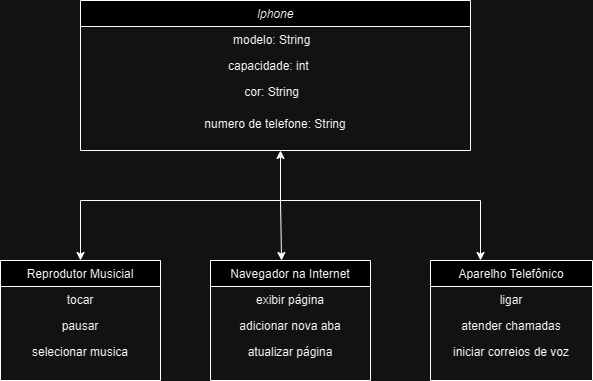 Iphone
modelo: String
capacidade: int
cor: String
numero de telefone: String
Reprodutor Musicial
tocar
pausar
selecionar musica
Navegador na Internet
exibir página
adicionar nova aba
atualizar página
Aparelho Telefônico
ligar
atender chamadas
iniciar correios de voz